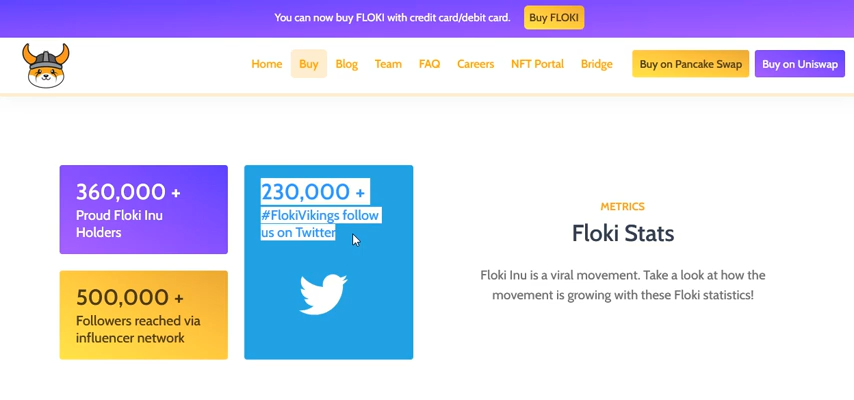 You can now buy FLOKI with credit card/debit card. Buy FLOKI
Home Buy Blog Team FAQ Careers NFT Portal Bridge Buy on Pancake Swap Buy on Uniswap
360,000 +
Proud Floki Inu
Holders
230,000 +
#FlokiVikings follow
us on Twitter
500,000 +
Followers reached via
influencer network
METRICS
Floki Stats
Floki Inu is a viral movement. Take a look at how the
movement is growing with these Floki statistics!